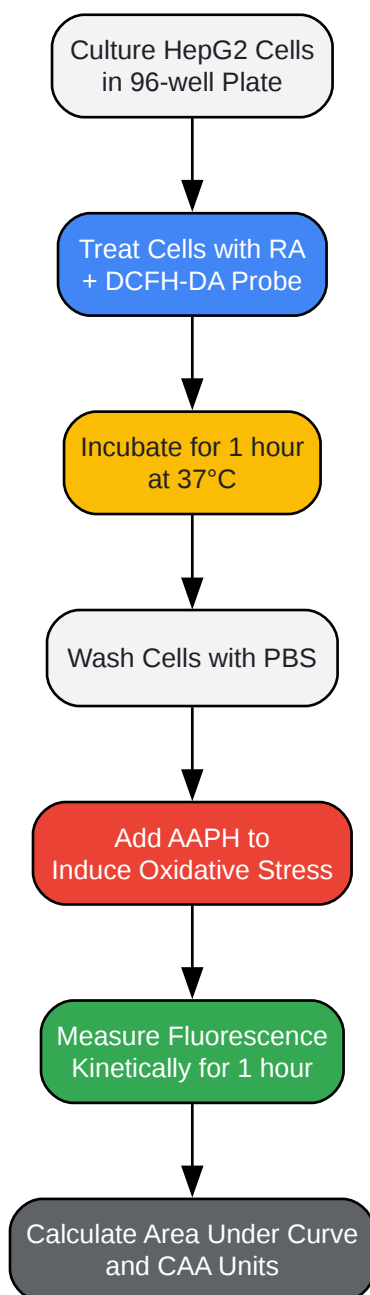 Culture HepG2 Cells
in 96-well Plate
Treat Cells with RA
+ DCFH-DA Probe
Incubate for 1 hour
at 37°C
Wash Cells with PBS
Add AAPH to
Induce Oxidative Stress
Measure Fluorescence
Kinetically for 1 hour
Calculate Area Under Curve
and CAA Units